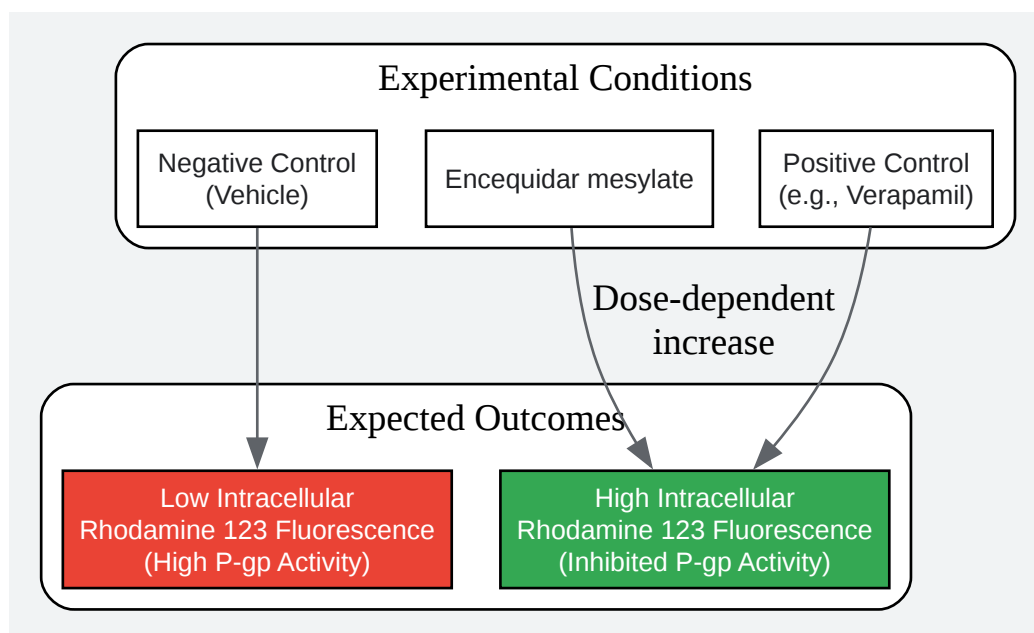 Experimental Conditions
Negative Control
(Vehicle)
Encequidar mesylate
Positive Control
(e.g., Verapamil)
Dose-dependent
increase
Expected Outcomes
Low Intracellular
Rhodamine 123 Fluorescence
(High P-gp Activity)
High Intracellular
Rhodamine 123 Fluorescence
(Inhibited P-gp Activity)